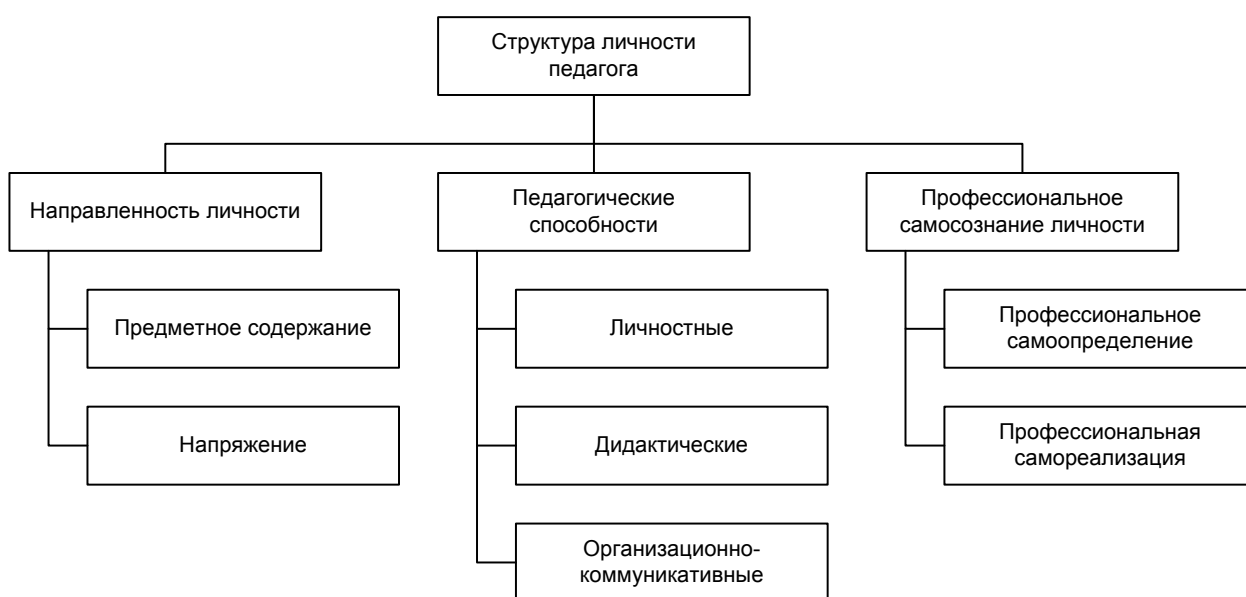 Структура личности
педагога
Направленность личности
Педагогические
способности
Профессиональное
самосознание личности
Предметное содержание
Личностные
Профессиональное
самоопределение
Напряжение
Дидактические
Профессиональная
самореализация
Организационно-
коммуникативные